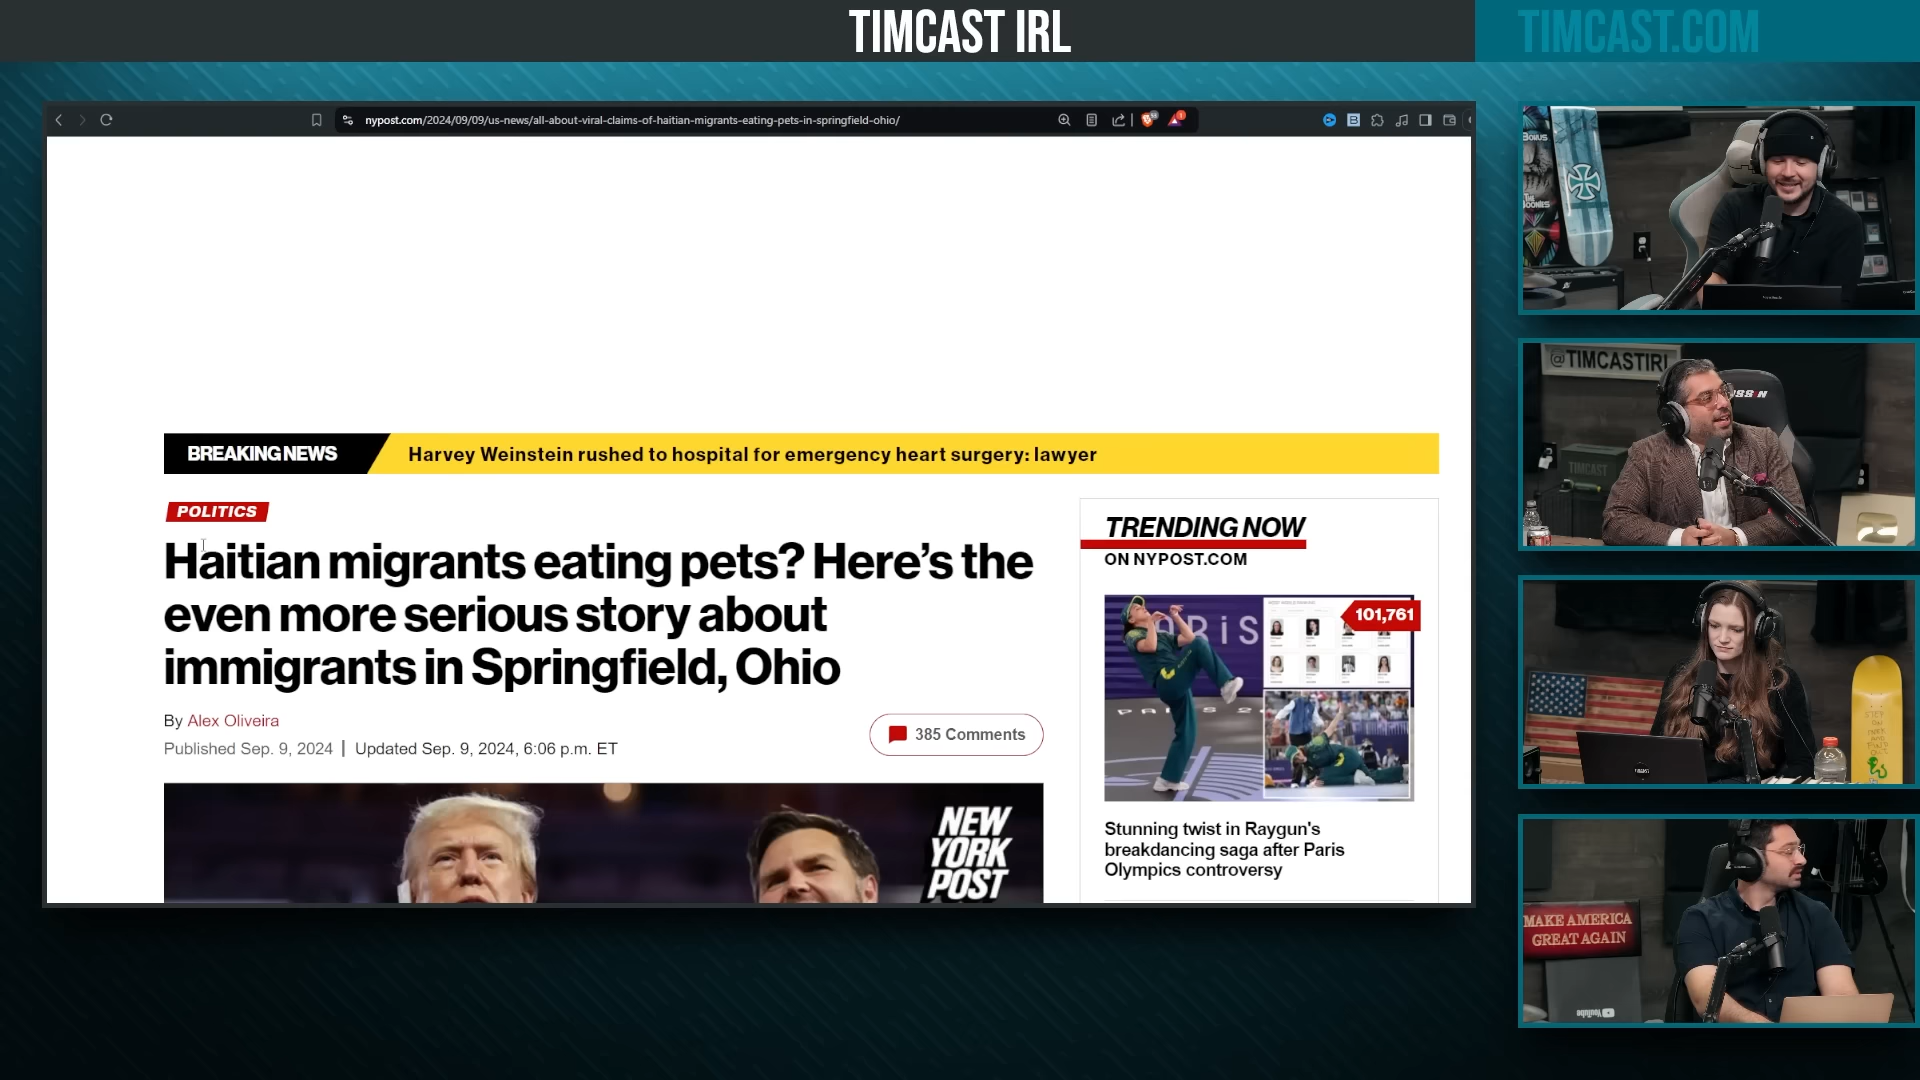 TIMCAST IRL
TIMCAST.COM
nypost.com/2024/09/09/us-news/all-about-viral-claims-of-haitian-migrants-eating-pets-in-springfield-ohio/
BREAKING NEWS
Harvey Weinstein rushed to hospital for emergency heart surgery: lawyer
POLITICS
Haitian migrants eating pets? Here’s the
even more serious story about
immigrants in Springfield, Ohio
By Alex Oliveira
Published Sep. 9, 2024 | Updated Sep. 9, 2024, 6:06 p.m. ET
385 Comments
NEW
YORK
POST
TRENDING NOW
ON NYPOST.COM
101,761
PARIS 2
Stunning twist in Raygun's
breakdancing saga after Paris
Olympics controversy
@TIMCASTIRL
TIMCAST
MAKE AMERICA
GREAT AGAIN
YouTube